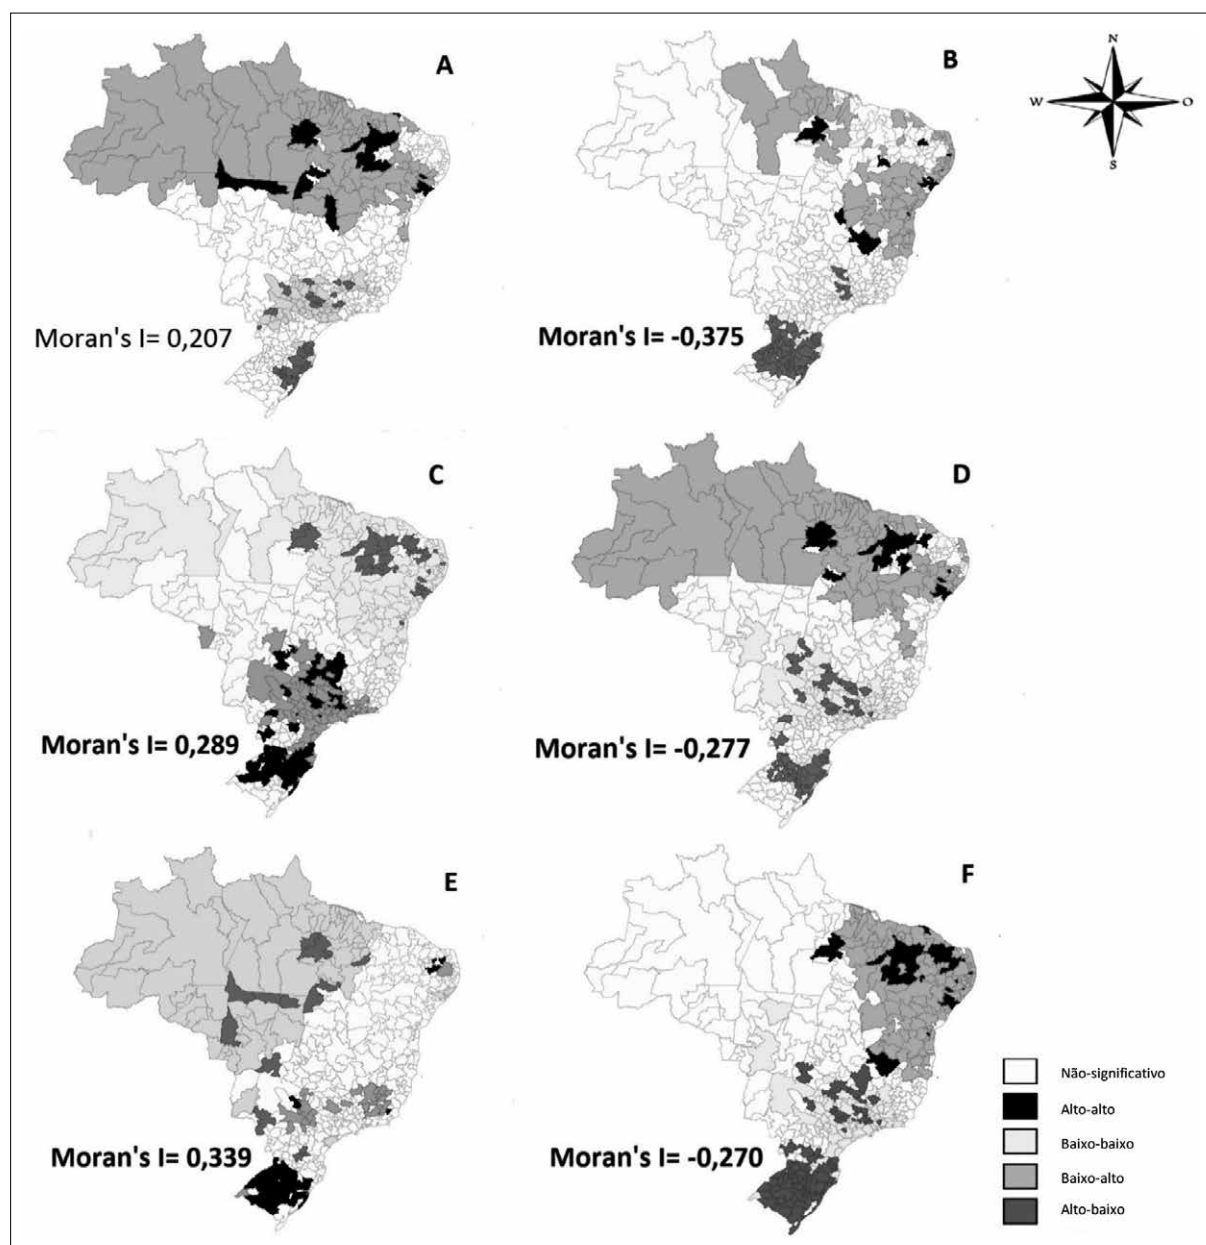 A
B
N
W
O
S
Moran's I= 0,207
Moran's I= -0,375
C
D
Moran's I= 0,289
Moran's I= -0,277
E
F
Moran's I= 0,339
Moran's I= -0,270
Não-significativo
Alto-alto
Baixo-baixo
Baixo-alto
Alto-baixo